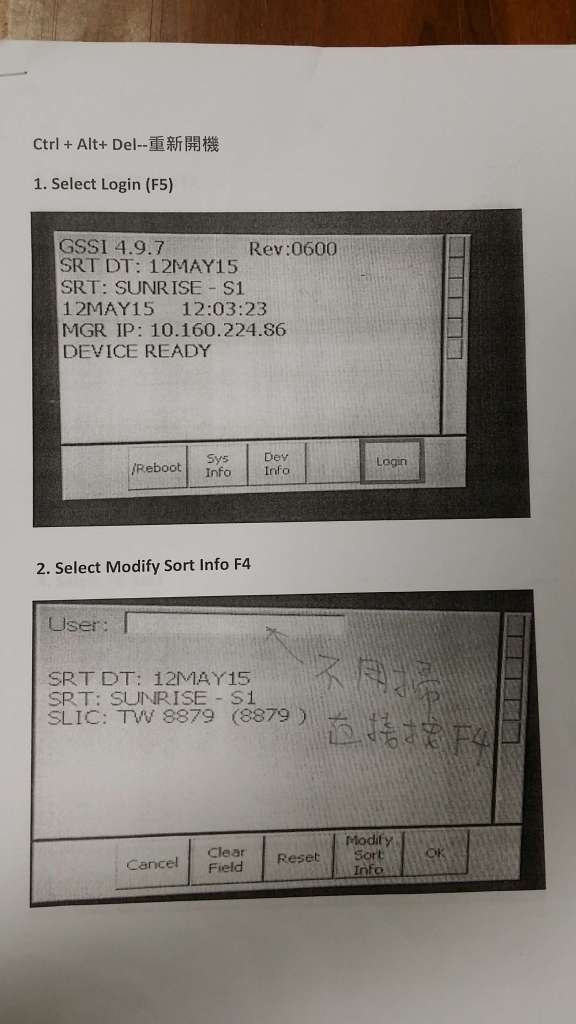 Ctrl + Alt+ Del--重新開機
1. Select Login (F5)
GSSI 4.9.7 Rev:0600
SRT DT: 12MAY15
SRT: SUNRISE - S1
12MAY15 12:03:23
MGR IP: 10.160.224.86
DEVICE READY
/Reboot Sys Info Dev Info Login
2. Select Modify Sort Info F4
User:
不用掃
直接按 F4
SRT DT: 12MAY15
SRT: SUNRISE - S1
SLIC: TW 8879 (8879 )
Cancel Clear Field Reset Modify Sort Info OK